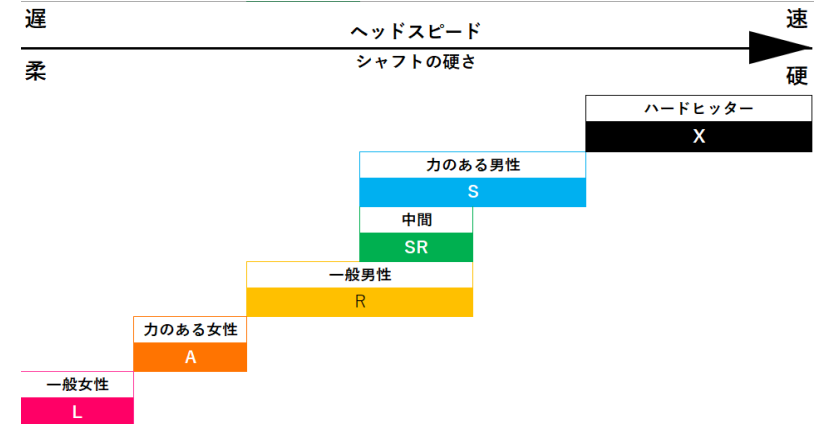 遅
速
ヘッドスピード
シャフトの硬さ
柔
硬
ハードヒッター
X
力のある男性
S
中間
SR
一般男性
R
力のある女性
A
一般女性
L